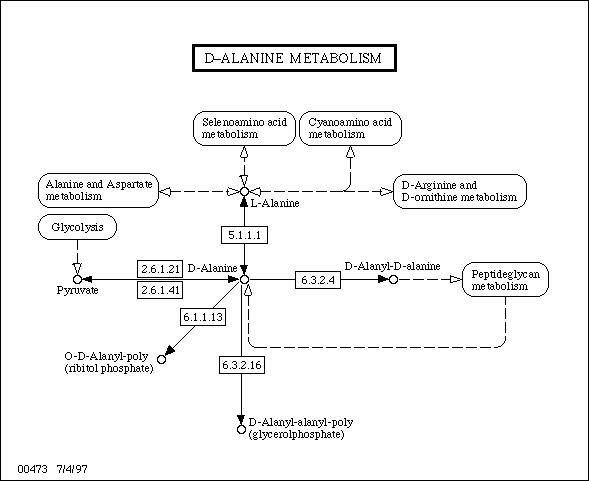 D–ALANINE METABOLISM
Selenoamino acid
metabolism
Cyanoamino acid
metabolism
Alanine and Aspartate
metabolism
D-Arginine and
D-ornithine metabolism
L-Alanine
Glycolysis
5.1.1.1
2.6.1.21
D-Alanine
D-Alanyl-D-alanine
Peptideglycan
metabolism
6.3.2.4
Pyruvate
2.6.1.41
6.1.1.13
O-D-Alanyl-poly
(ribitol phosphate)
6.3.2.16
D-Alanyl-alanyl-poly
(glycerolphosphate)
00473 7/4/97